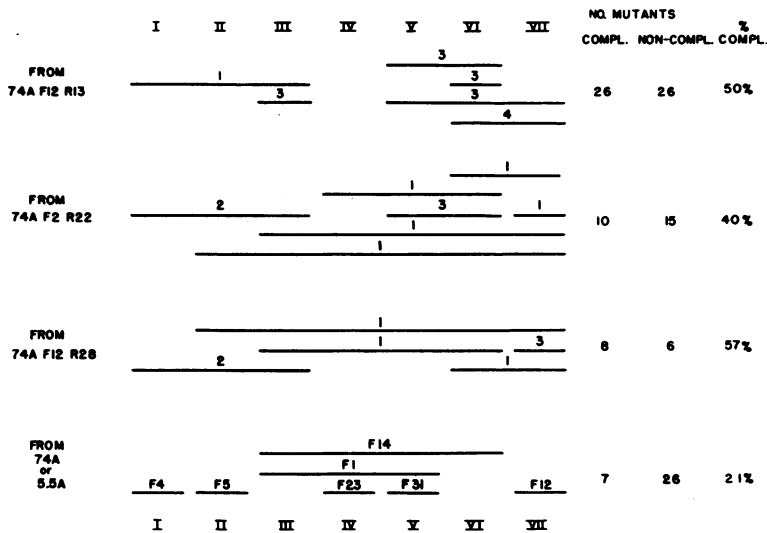 NO. MUTANTS
I II III IV V VI VII %
COMPL. NON-COMPL. COMPL.
3
FROM
74A F12 R13
1 3
3 3 26 26 50%
4
1
1
FROM
74A F2 R22
2 3 1
1 10 15 40%
1
1
FROM
74A F12 R28
1 3 8 6 57%
2 1
FROM
74A
or
5.5A
F14
F1
F4 F5 F23 F31 F12 7 26 21%
I II III IV V VI VII